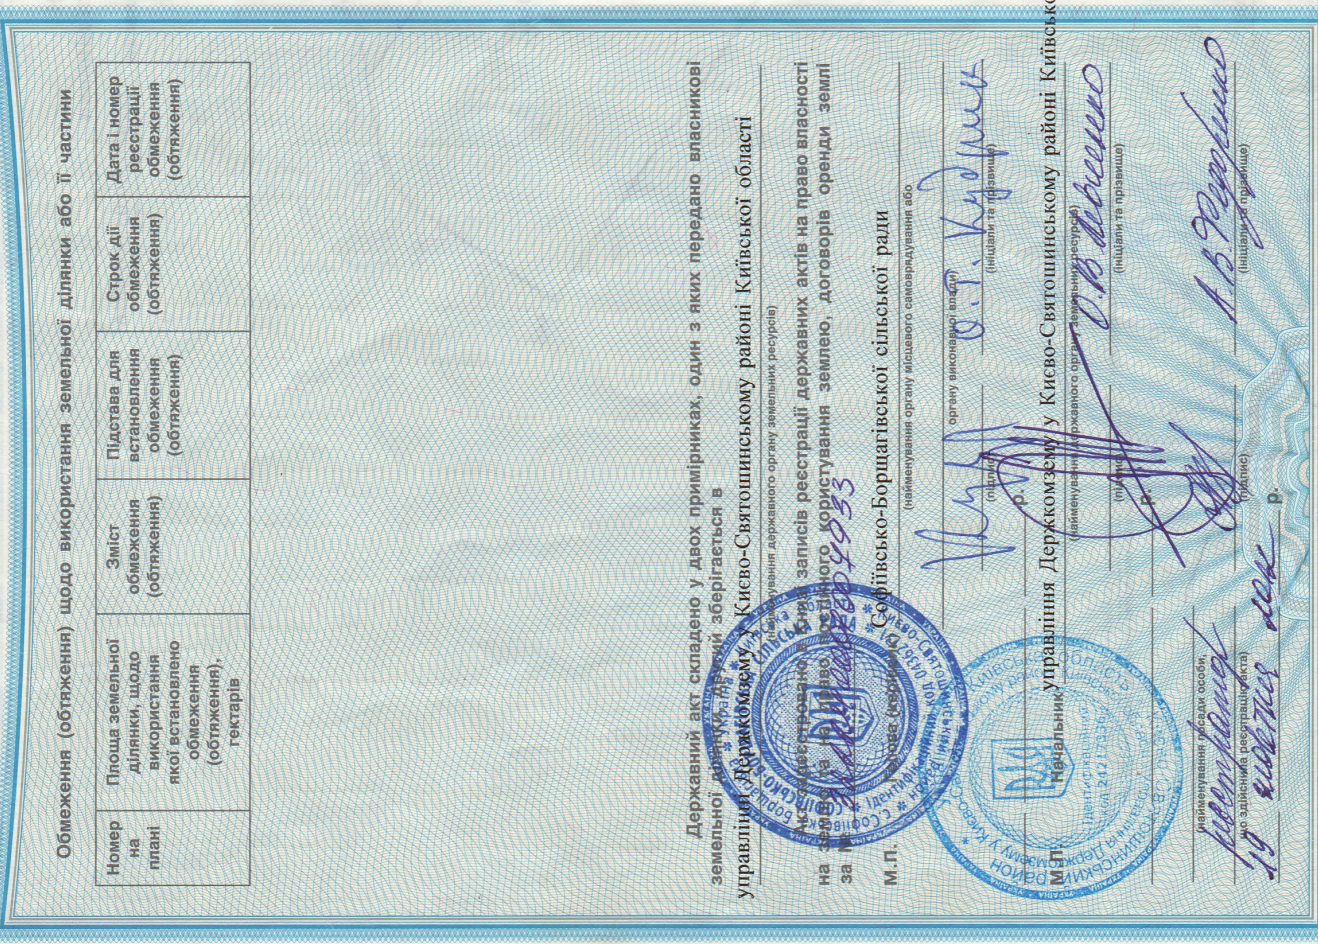 Обмеження (обтяження) щодо використання земельної ділянки або її частини
Номер на плані
Площа земельної ділянки, щодо використання якої встановлено обмеження (обтяження), гектарів
Зміст обмеження (обтяження)
Підстава для встановлення обмеження (обтяження)
Строк дії обмеження (обтяження)
Дата і номер реєстрації обмеження (обтяження)
Державний акт складено у двох примірниках, один з яких передано власникові
земельної ділянки, другий зберігається в
управлінні Держкомзему у Києво-Святошинському районі Київської області
(найменування державного органу земельних ресурсів)
Акт зареєстровано в Книзі записів реєстрації державних актів на право власності
на землю та на право постійного користування землею, договорів оренди землі
за №
М.П. Голова Софіївсько-Борщагівської сільської ради
(найменування органу місцевого самоврядування або
органу виконавчої влади)
О.Т. Кудрик
(підпис) (ініціали та прізвище)
р.
М.П. Начальник управління Держкомзему у Києво-Святошинському районі Київсько
(найменування державного органу земельних ресурсів)
О.В. Левченко
(підпис) (ініціали та прізвище)
р.
(найменування посади особи,
що здійснила реєстрацію акта)
А.В. Федоренко
(підпис) (ініціали та прізвище)
19 р.